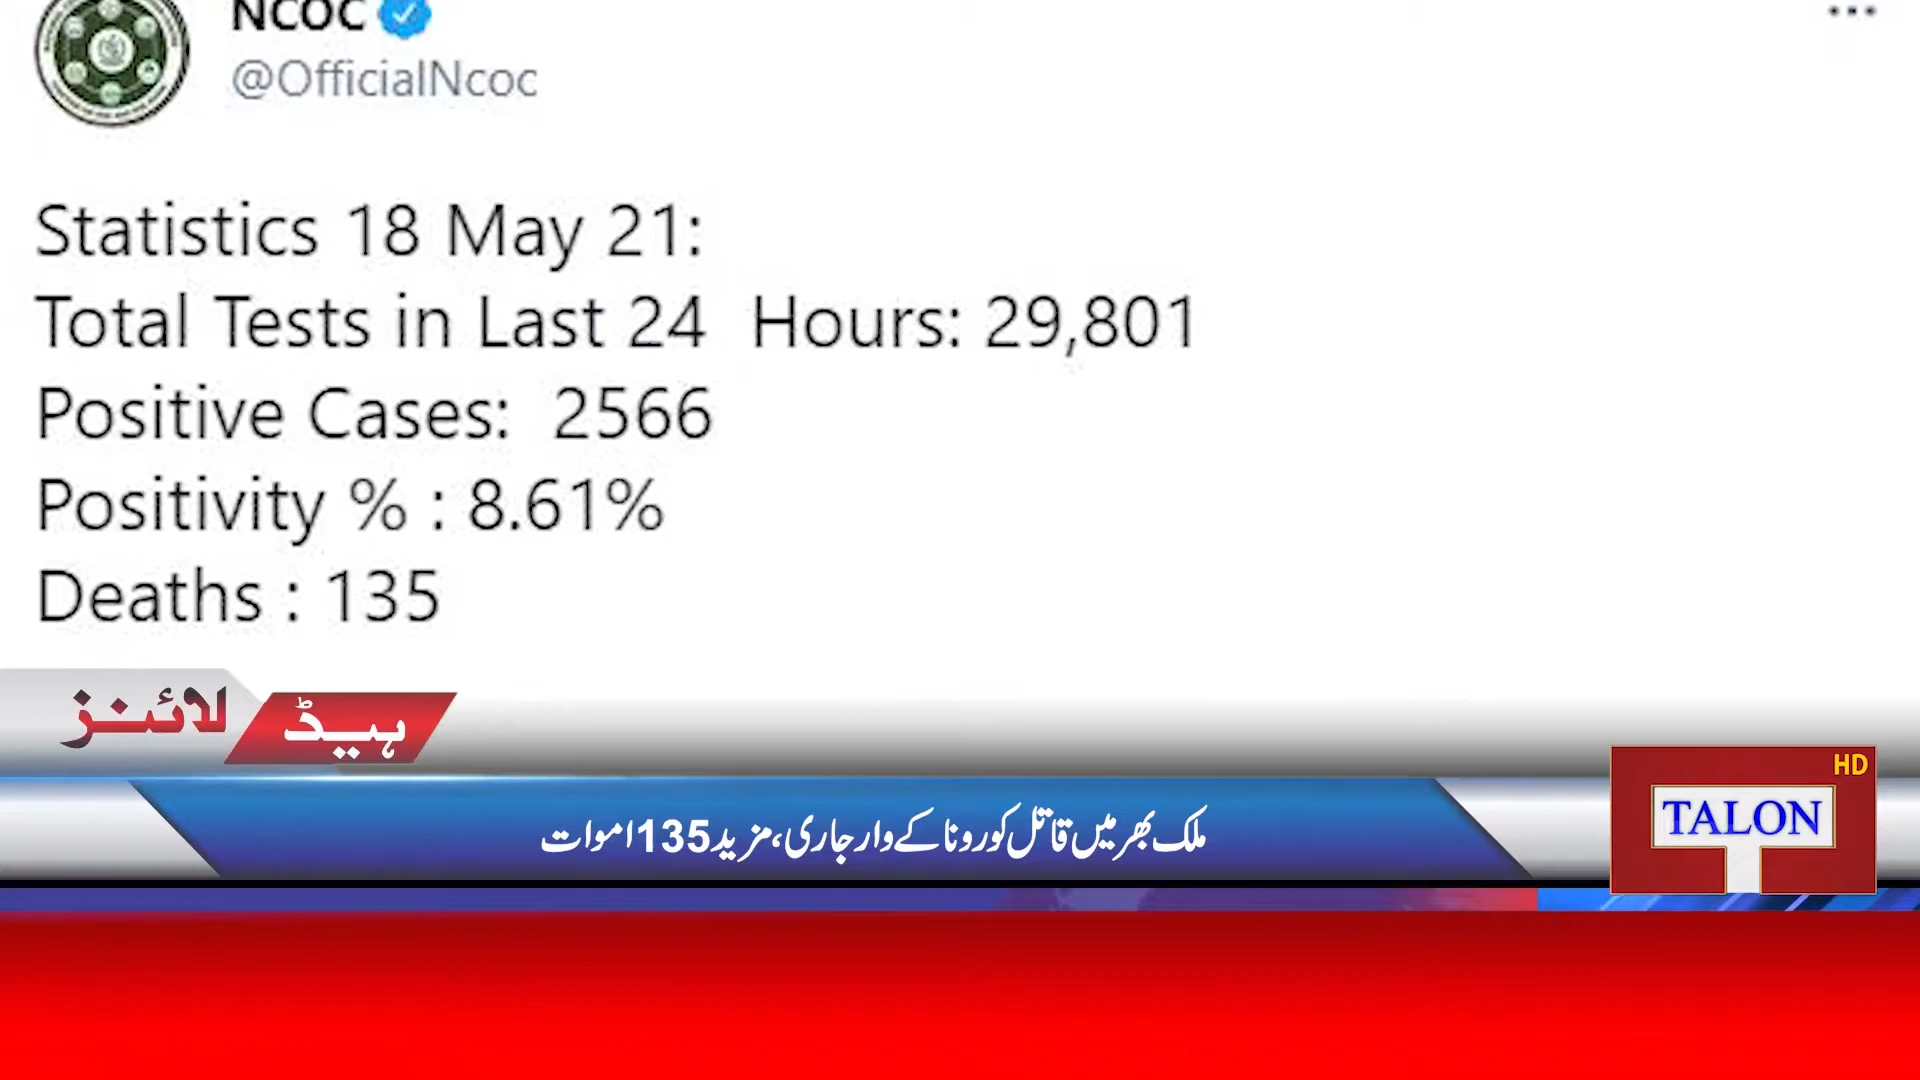 NCOC
@OfficialNcoc
Statistics 18 May 21:
Total Tests in Last 24 Hours: 29,801
Positive Cases: 2566
Positivity % : 8.61%
Deaths : 135
ہیڈ لائنز
HD
TALON
ملک بھر میں قاتل کورونا کے وار جاری، مزید 135 اموات